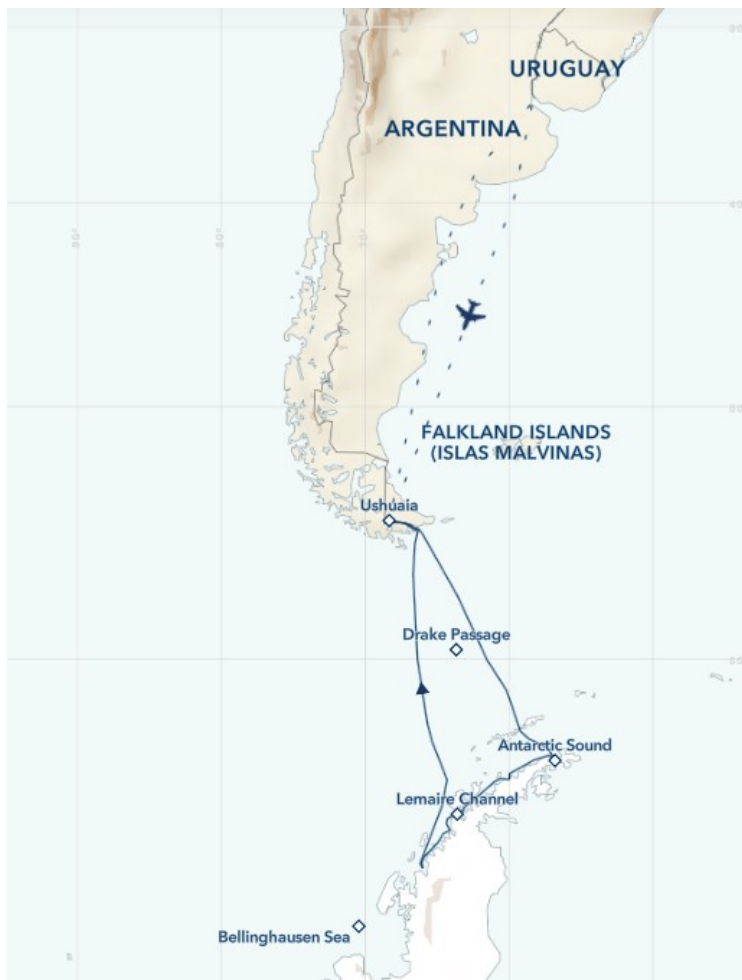 URUGUAY
ARGENTINA
FALKLAND ISLANDS
(ISLAS MALVINAS)
Ushuaia
Drake Passage
Antarctic Sound
Lemaire Channel
Bellinghausen Sea